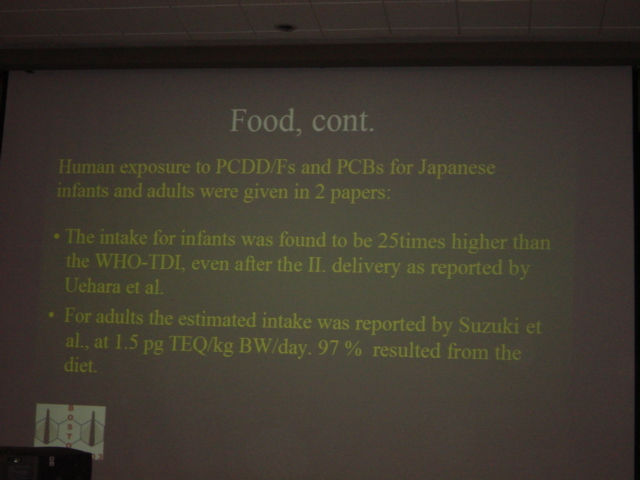 Food, cont.
Human exposure to PCDD/Fs and PCBs for Japanese
infants and adults were given in 2 papers:
• The intake for infants was found to be 25times higher than
the WHO-TDI, even after the II. delivery as reported by
Uehara et al.
• For adults the estimated intake was reported by Suzuki et
al., at 1.5 pg TEQ/kg BW/day. 97 % resulted from the
diet.
B
O
S
T